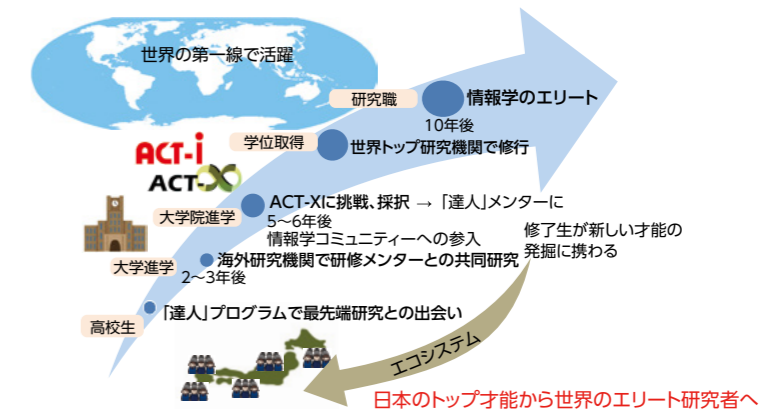 世界の第一線で活躍
研究職
情報学のエリート
10年後
学位取得
世界トップ研究機関で修行
ACT-i
ACT-X
大学院進学
ACT-Xに挑戦、採択 → 「達人」メンターに
5～6年後
情報学コミュニティーへの参入
修了生が新しい才能の
発掘に携わる
大学進学
海外研究機関で研修メンターとの共同研究
2～3年後
「達人」プログラムで最先端研究との出会い
高校生
エコシステム
日本のトップ才能から世界のエリート研究者へ